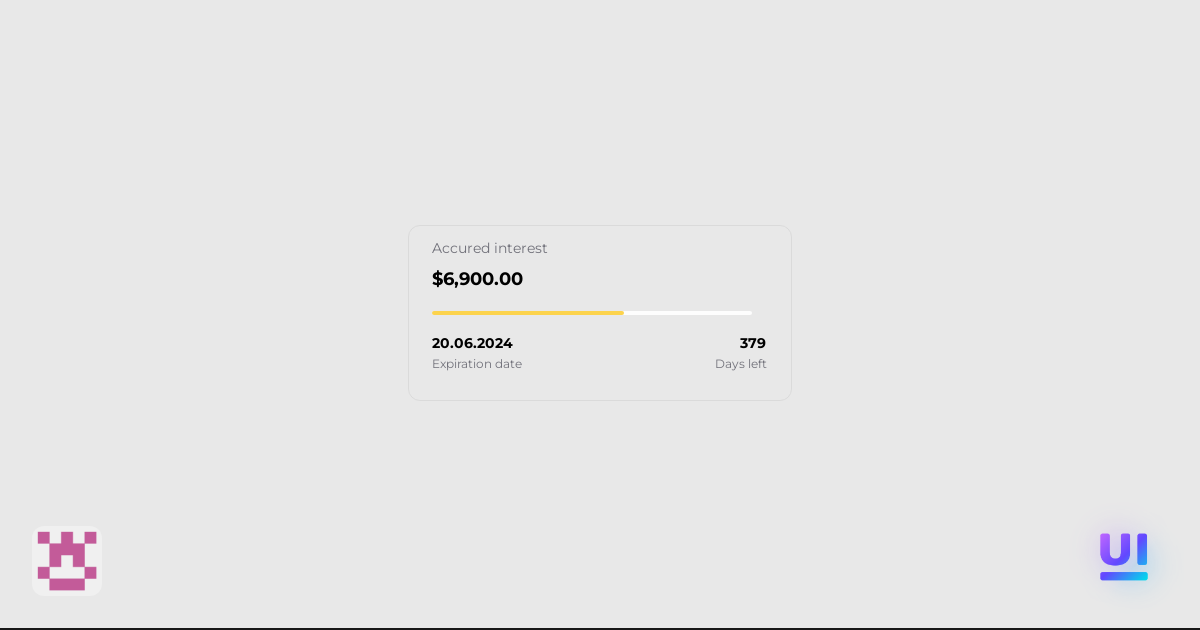 Accured interest
$6,900.00
20.06.2024 379
Expiration date Days left
UI